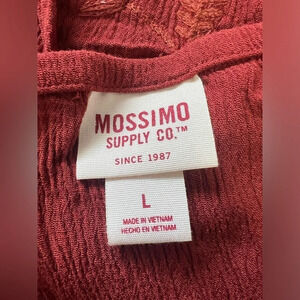 MOSSIMO
SUPPLY CO.™
SINCE 1987
L
MADE IN VIETNAM
HECHO EN VIETNAM